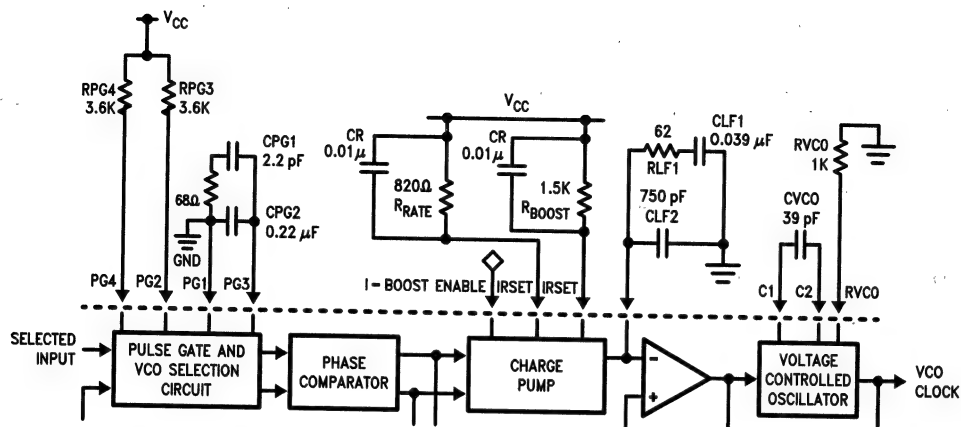 VCC
RPG4
3.6K
RPG3
3.6K
CPG1
2.2 pF
68Ω
CPG2
0.22 μF
GND
PG4
PG2
PG1
PG3
VCC
CR
0.01μ
820Ω
RRATE
CR
0.01μ
1.5K
RBOOST
I – BOOST ENABLE
IRSET
IRSET
62
RLF1
CLF1
0.039 μF
750 pF
CLF2
RVCO
1K
CVCO
39 pF
C1
C2
RVCO
SELECTED
INPUT
PULSE GATE AND
VCO SELECTION
CIRCUIT
PHASE
COMPARATOR
CHARGE
PUMP
–
+
VOLTAGE
CONTROLLED
OSCILLATOR
VCO
CLOCK